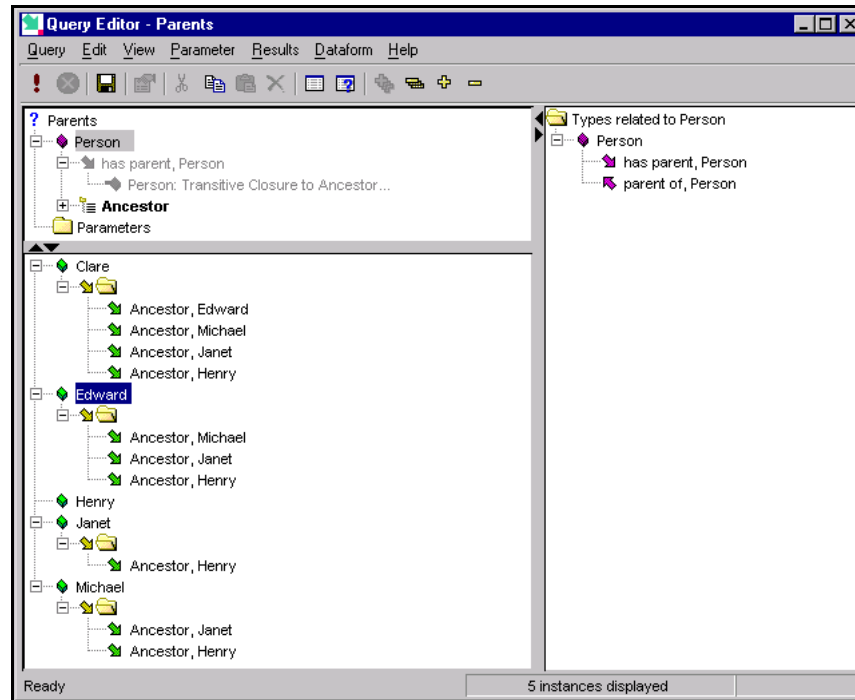 Query Editor - Parents
Query Edit View Parameter Results Dataform Help
? Parents
Person
has parent, Person
Person: Transitive Closure to Ancestor...
Ancestor
Parameters
Types related to Person
Person
has parent, Person
parent of, Person
Clare
Ancestor, Edward
Ancestor, Michael
Ancestor, Janet
Ancestor, Henry
Edward
Ancestor, Michael
Ancestor, Janet
Ancestor, Henry
Henry
Janet
Ancestor, Henry
Michael
Ancestor, Janet
Ancestor, Henry
Ready 5 instances displayed